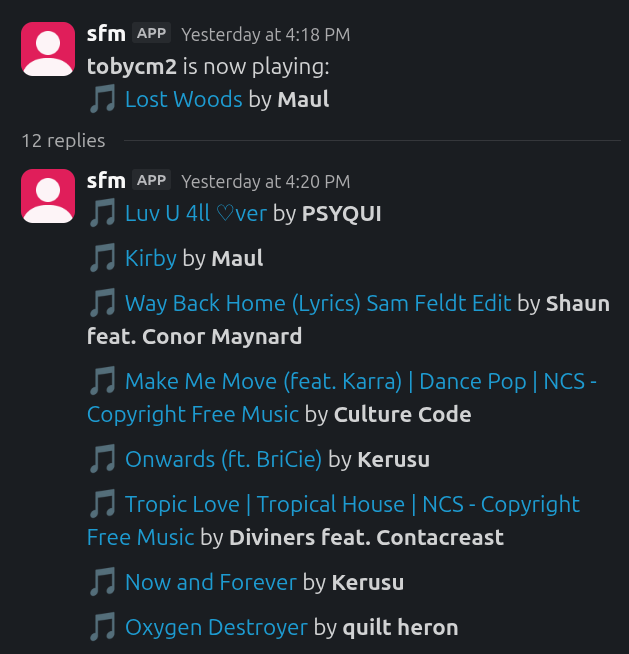 sfm APP Yesterday at 4:18 PM
tobycm2 is now playing:
🎵 Lost Woods by Maul
12 replies
sfm APP Yesterday at 4:20 PM
🎵 Luv U 4ll ♡ver by PSYQUI
🎵 Kirby by Maul
🎵 Way Back Home (Lyrics) Sam Feldt Edit by Shaun
feat. Conor Maynard
🎵 Make Me Move (feat. Karra) | Dance Pop | NCS -
Copyright Free Music by Culture Code
🎵 Onwards (ft. BriCie) by Kerusu
🎵 Tropic Love | Tropical House | NCS - Copyright
Free Music by Diviners feat. Contacreast
🎵 Now and Forever by Kerusu
🎵 Oxygen Destroyer by quilt heron